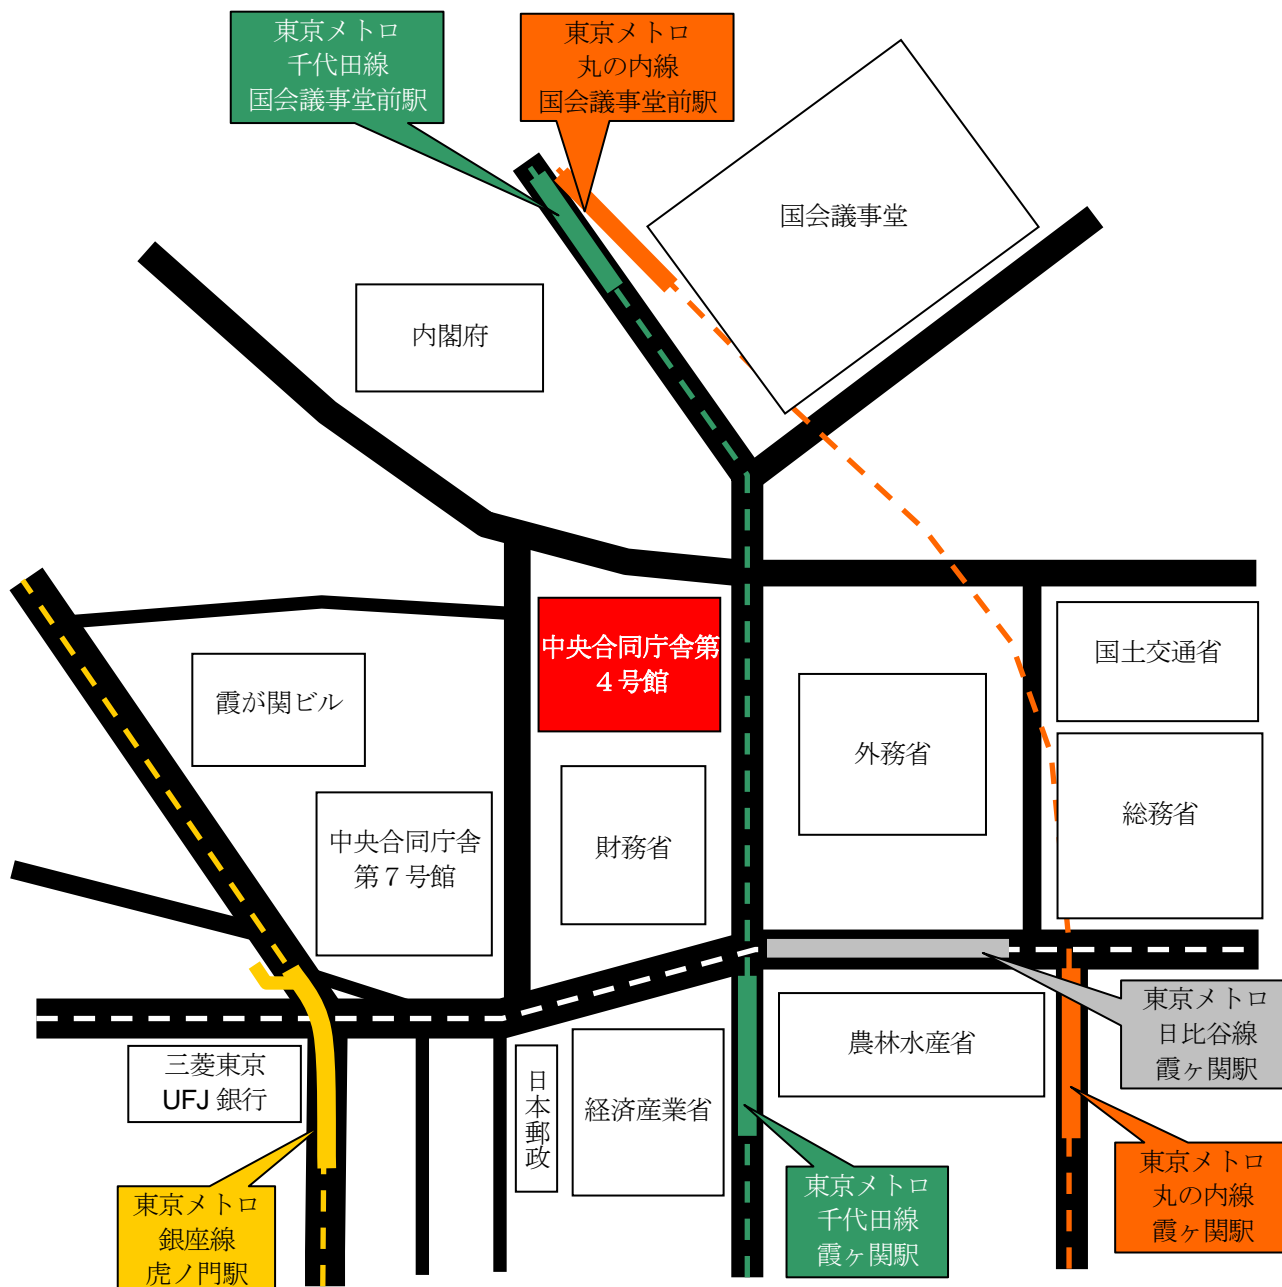 東京メトロ
千代田線
国会議事堂前駅
東京メトロ
丸の内線
国会議事堂前駅
国会議事堂
内閣府
中央合同庁舎第
４号館
国土交通省
霞が関ビル
外務省
中央合同庁舎
第７号館
財務省
総務省
東京メトロ
日比谷線
霞ヶ関駅
農林水産省
三菱東京
UFJ 銀行
日本郵政
経済産業省
東京メトロ
銀座線
虎ノ門駅
東京メトロ
千代田線
霞ヶ関駅
東京メトロ
丸の内線
霞ヶ関駅